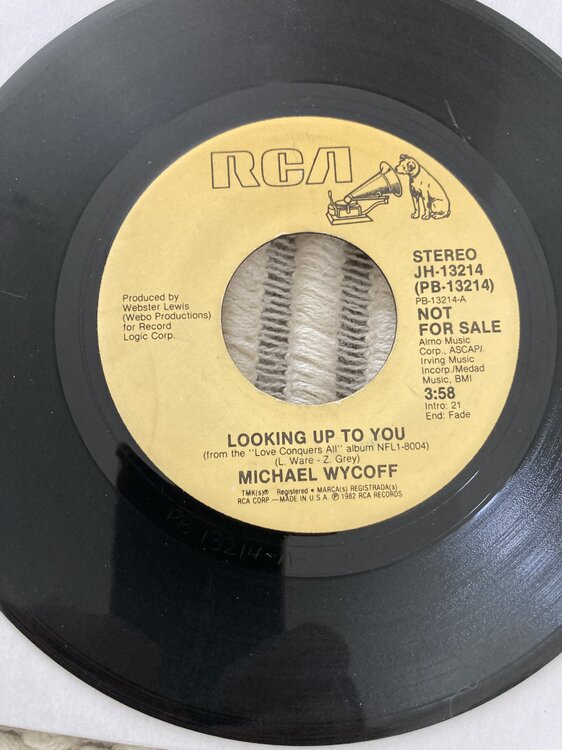 RCA
STEREO
JH-13214
(PB-13214)
PB-13214-A
NOT
FOR SALE
Almo Music
Corp., ASCAP/
Irving Music
Incorp./Medad
Music, BMI
3:58
Intro: 21
End: Fade
Produced by
Webster Lewis
(Webo Productions)
for Record
Logic Corp.
LOOKING UP TO YOU
(from the "Love Conquers All" album NFL1-8004)
(L. Ware - Z. Grey)
MICHAEL WYCOFF
TMK(s) ® Registered • MARCA(s) REGISTRADA(S)
RCA CORP — MADE IN U.S.A. ℗ 1982 RCA RECORDS
PB 13214-A